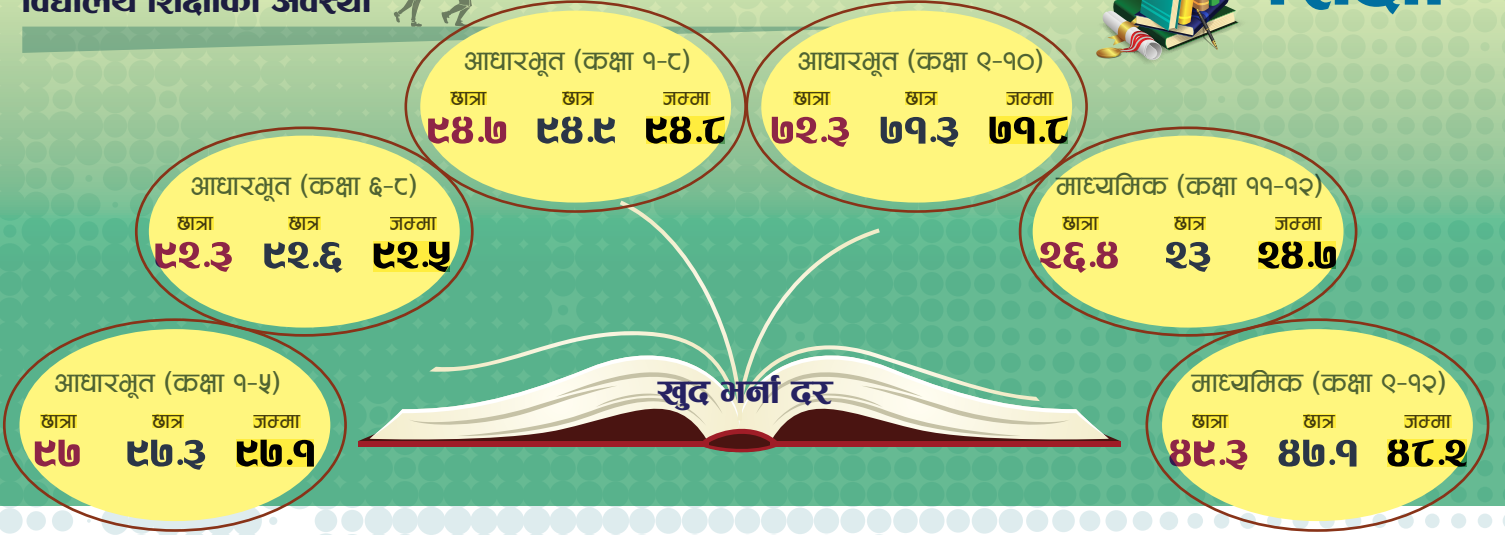 विद्यालय शिक्षाको अवस्था
शिक्षा
आधारभूत (कक्षा १-८)
छात्रा छात्र जम्मा
९४.७ ९४.९ ९४.८
आधारभूत (कक्षा ९-१०)
छात्रा छात्र जम्मा
७२.३ ७१.३ ७१.८
आधारभूत (कक्षा ६-८)
छात्रा छात्र जम्मा
९२.३ ९२.६ ९२.५
माध्यमिक (कक्षा ११-१२)
छात्रा छात्र जम्मा
२६.४ २३ २४.७
आधारभूत (कक्षा १-५)
छात्रा छात्र जम्मा
९७ ९७.३ ९७.१
खुद भर्ना दर
माध्यमिक (कक्षा ९-१२)
छात्रा छात्र जम्मा
४९.३ ४७.१ ४८.२